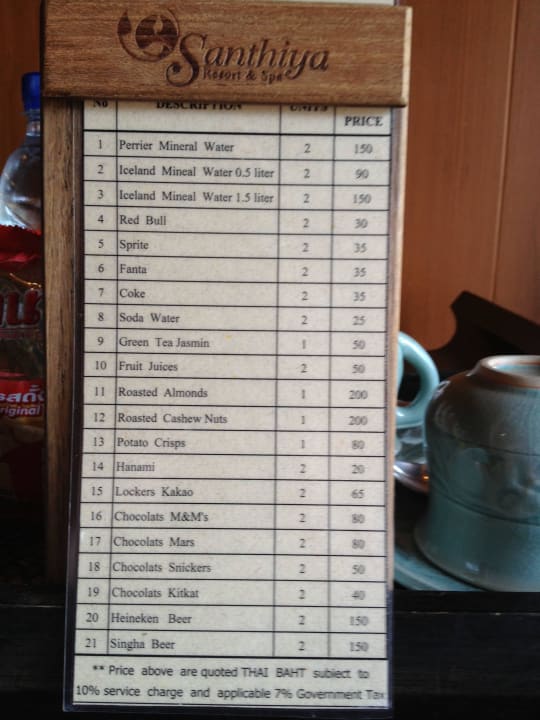 Santhiya
Resort & Spa
No DESCRIPTION UNITS PRICE
1 Perrier Mineral Water 2 150
2 Iceland Mineal Water 0.5 liter 2 90
3 Iceland Mineal Water 1.5 liter 2 150
4 Red Bull 2 30
5 Sprite 2 35
6 Fanta 2 35
7 Coke 2 35
8 Soda Water 2 25
9 Green Tea Jasmin 1 50
10 Fruit Juices 2 50
11 Roasted Almonds 1 200
12 Roasted Cashew Nuts 1 200
13 Potato Crisps 1 80
14 Hanami 2 20
15 Lockers Kakao 2 65
16 Chocolats M&M's 2 80
17 Chocolats Mars 2 80
18 Chocolats Snickers 2 50
19 Chocolats Kitkat 2 40
20 Heineken Beer 2 150
21 Singha Beer 2 150
** Price above are quoted THAI BAHT subject to
10% service charge and applicable 7% Government Tax
riginal